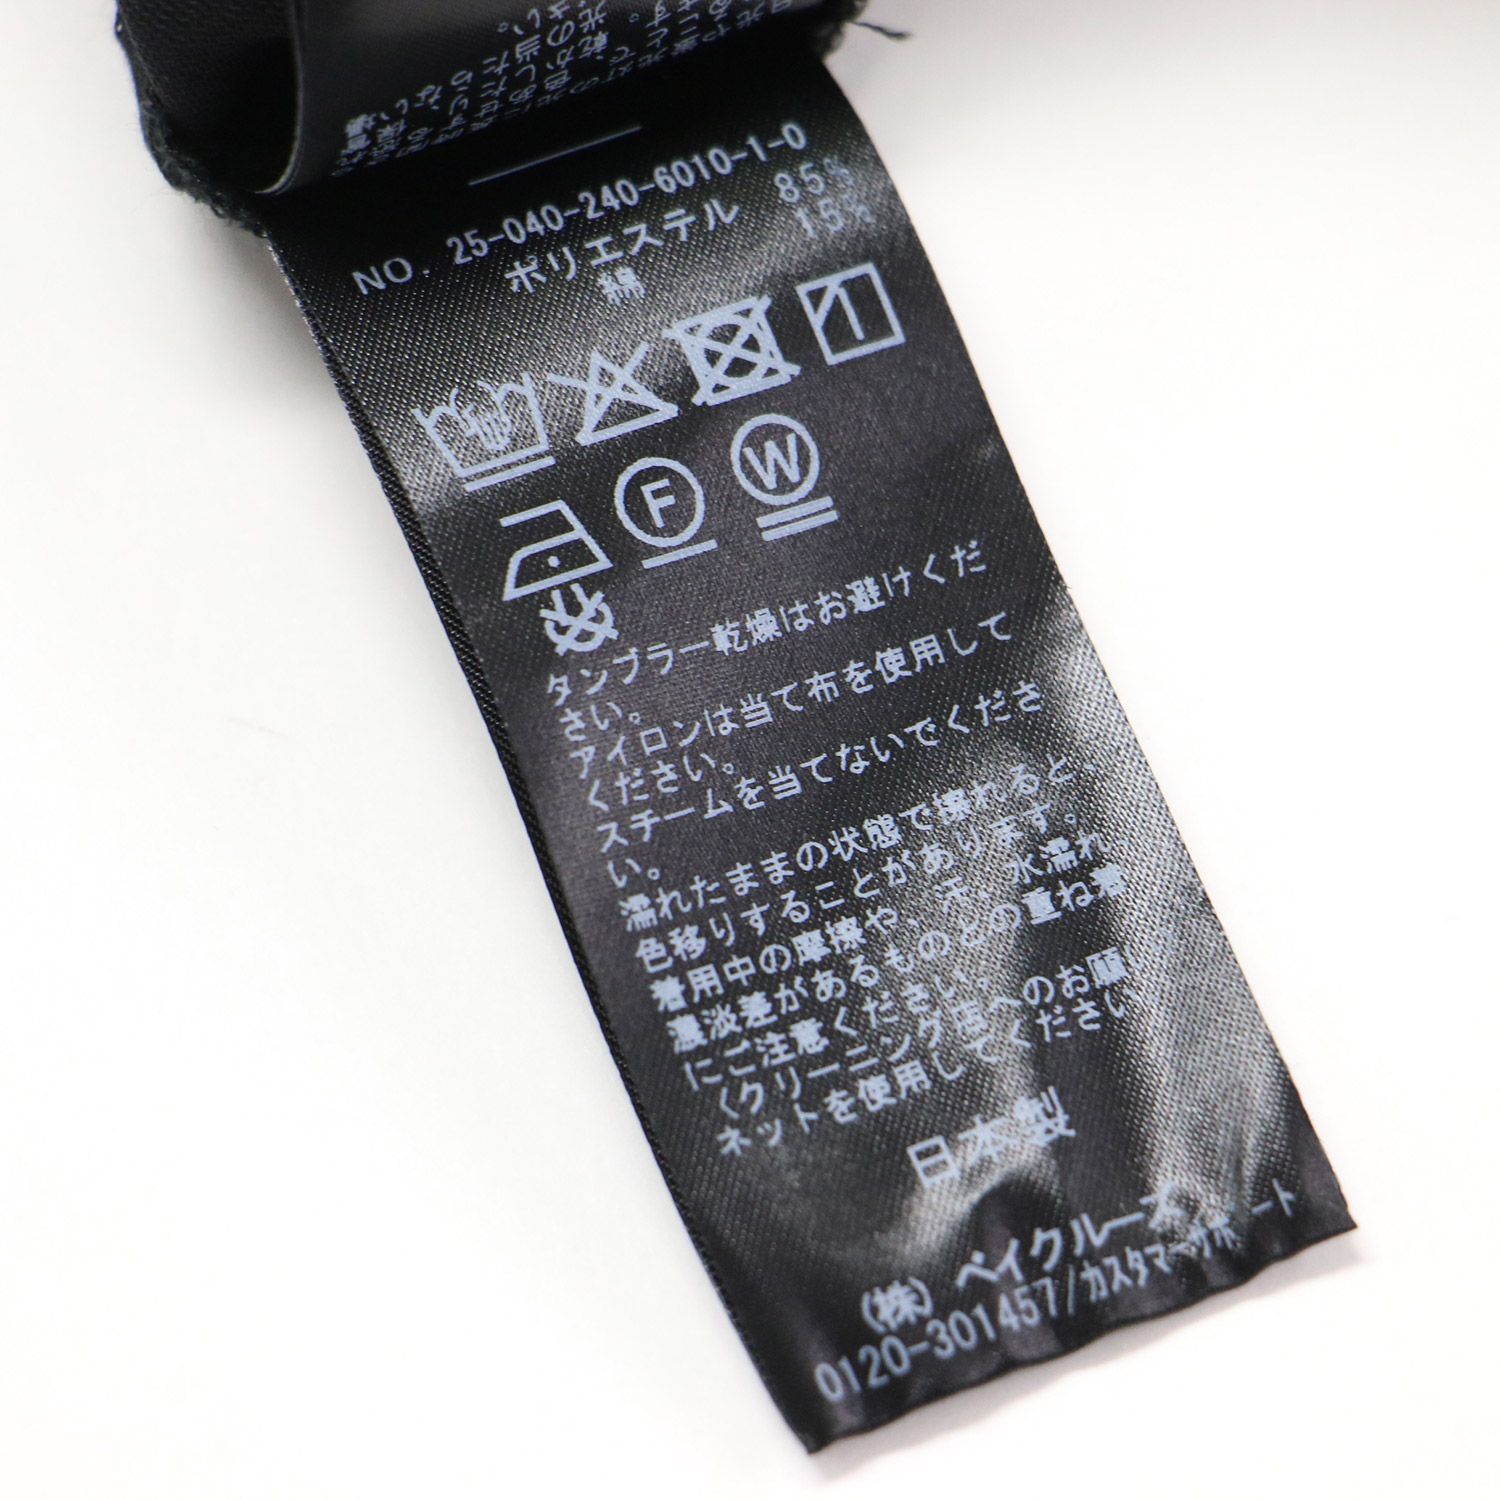 NO. 25-040-240-6010-1-0
ポリエステル 85%
綿 15%
F W
タンブラー乾燥はお避けくだ
さい。
アイロンは当て布を使用して
ください。
スチームを当てないでくださ
い。
濡れたままの状態で擦れると、
色移りすることがあります。
着用中の摩擦や、汗、水濡れ
濃淡差があるものとの重ね着
にご注意ください。
〈クリーニング店へのお願い
ネットを使用してください
日本製
(株) ベイクルーズ
0120-301457/カスタマーサポート